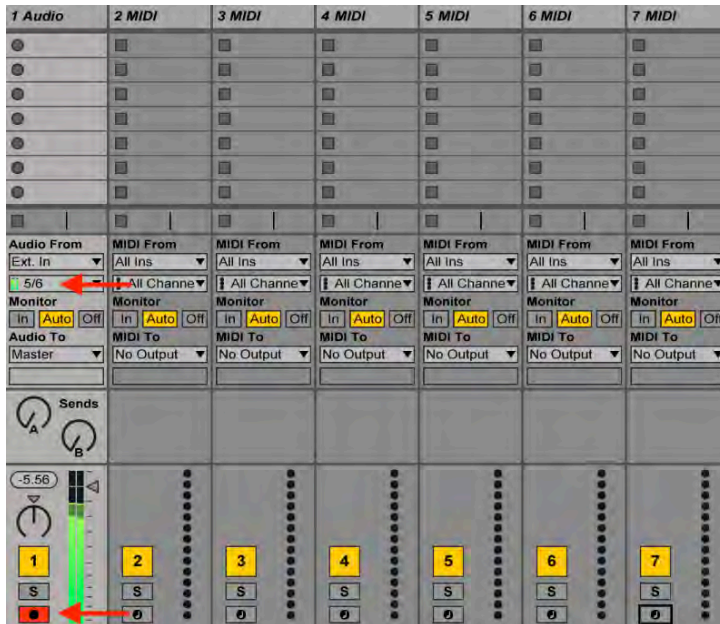 1 Audio 2 MIDI 3 MIDI 4 MIDI 5 MIDI 6 MIDI 7 MIDI
Audio From MIDI From MIDI From MIDI From MIDI From MIDI From MIDI From
Ext. In All Ins All Ins All Ins All Ins All Ins All Ins
5/6 All Channe All Channe All Channe All Channe All Channe All Channe
Monitor Monitor Monitor Monitor Monitor Monitor Monitor
In Auto Off In Auto Off In Auto Off In Auto Off In Auto Off In Auto Off In Auto Of
Audio To MIDI To MIDI To MIDI To MIDI To MIDI To MIDI To
Master No Output No Output No Output No Output No Output No Output
Sends
A
B
-5.56
1 2 3 4 5 6 7
S S S S S S S